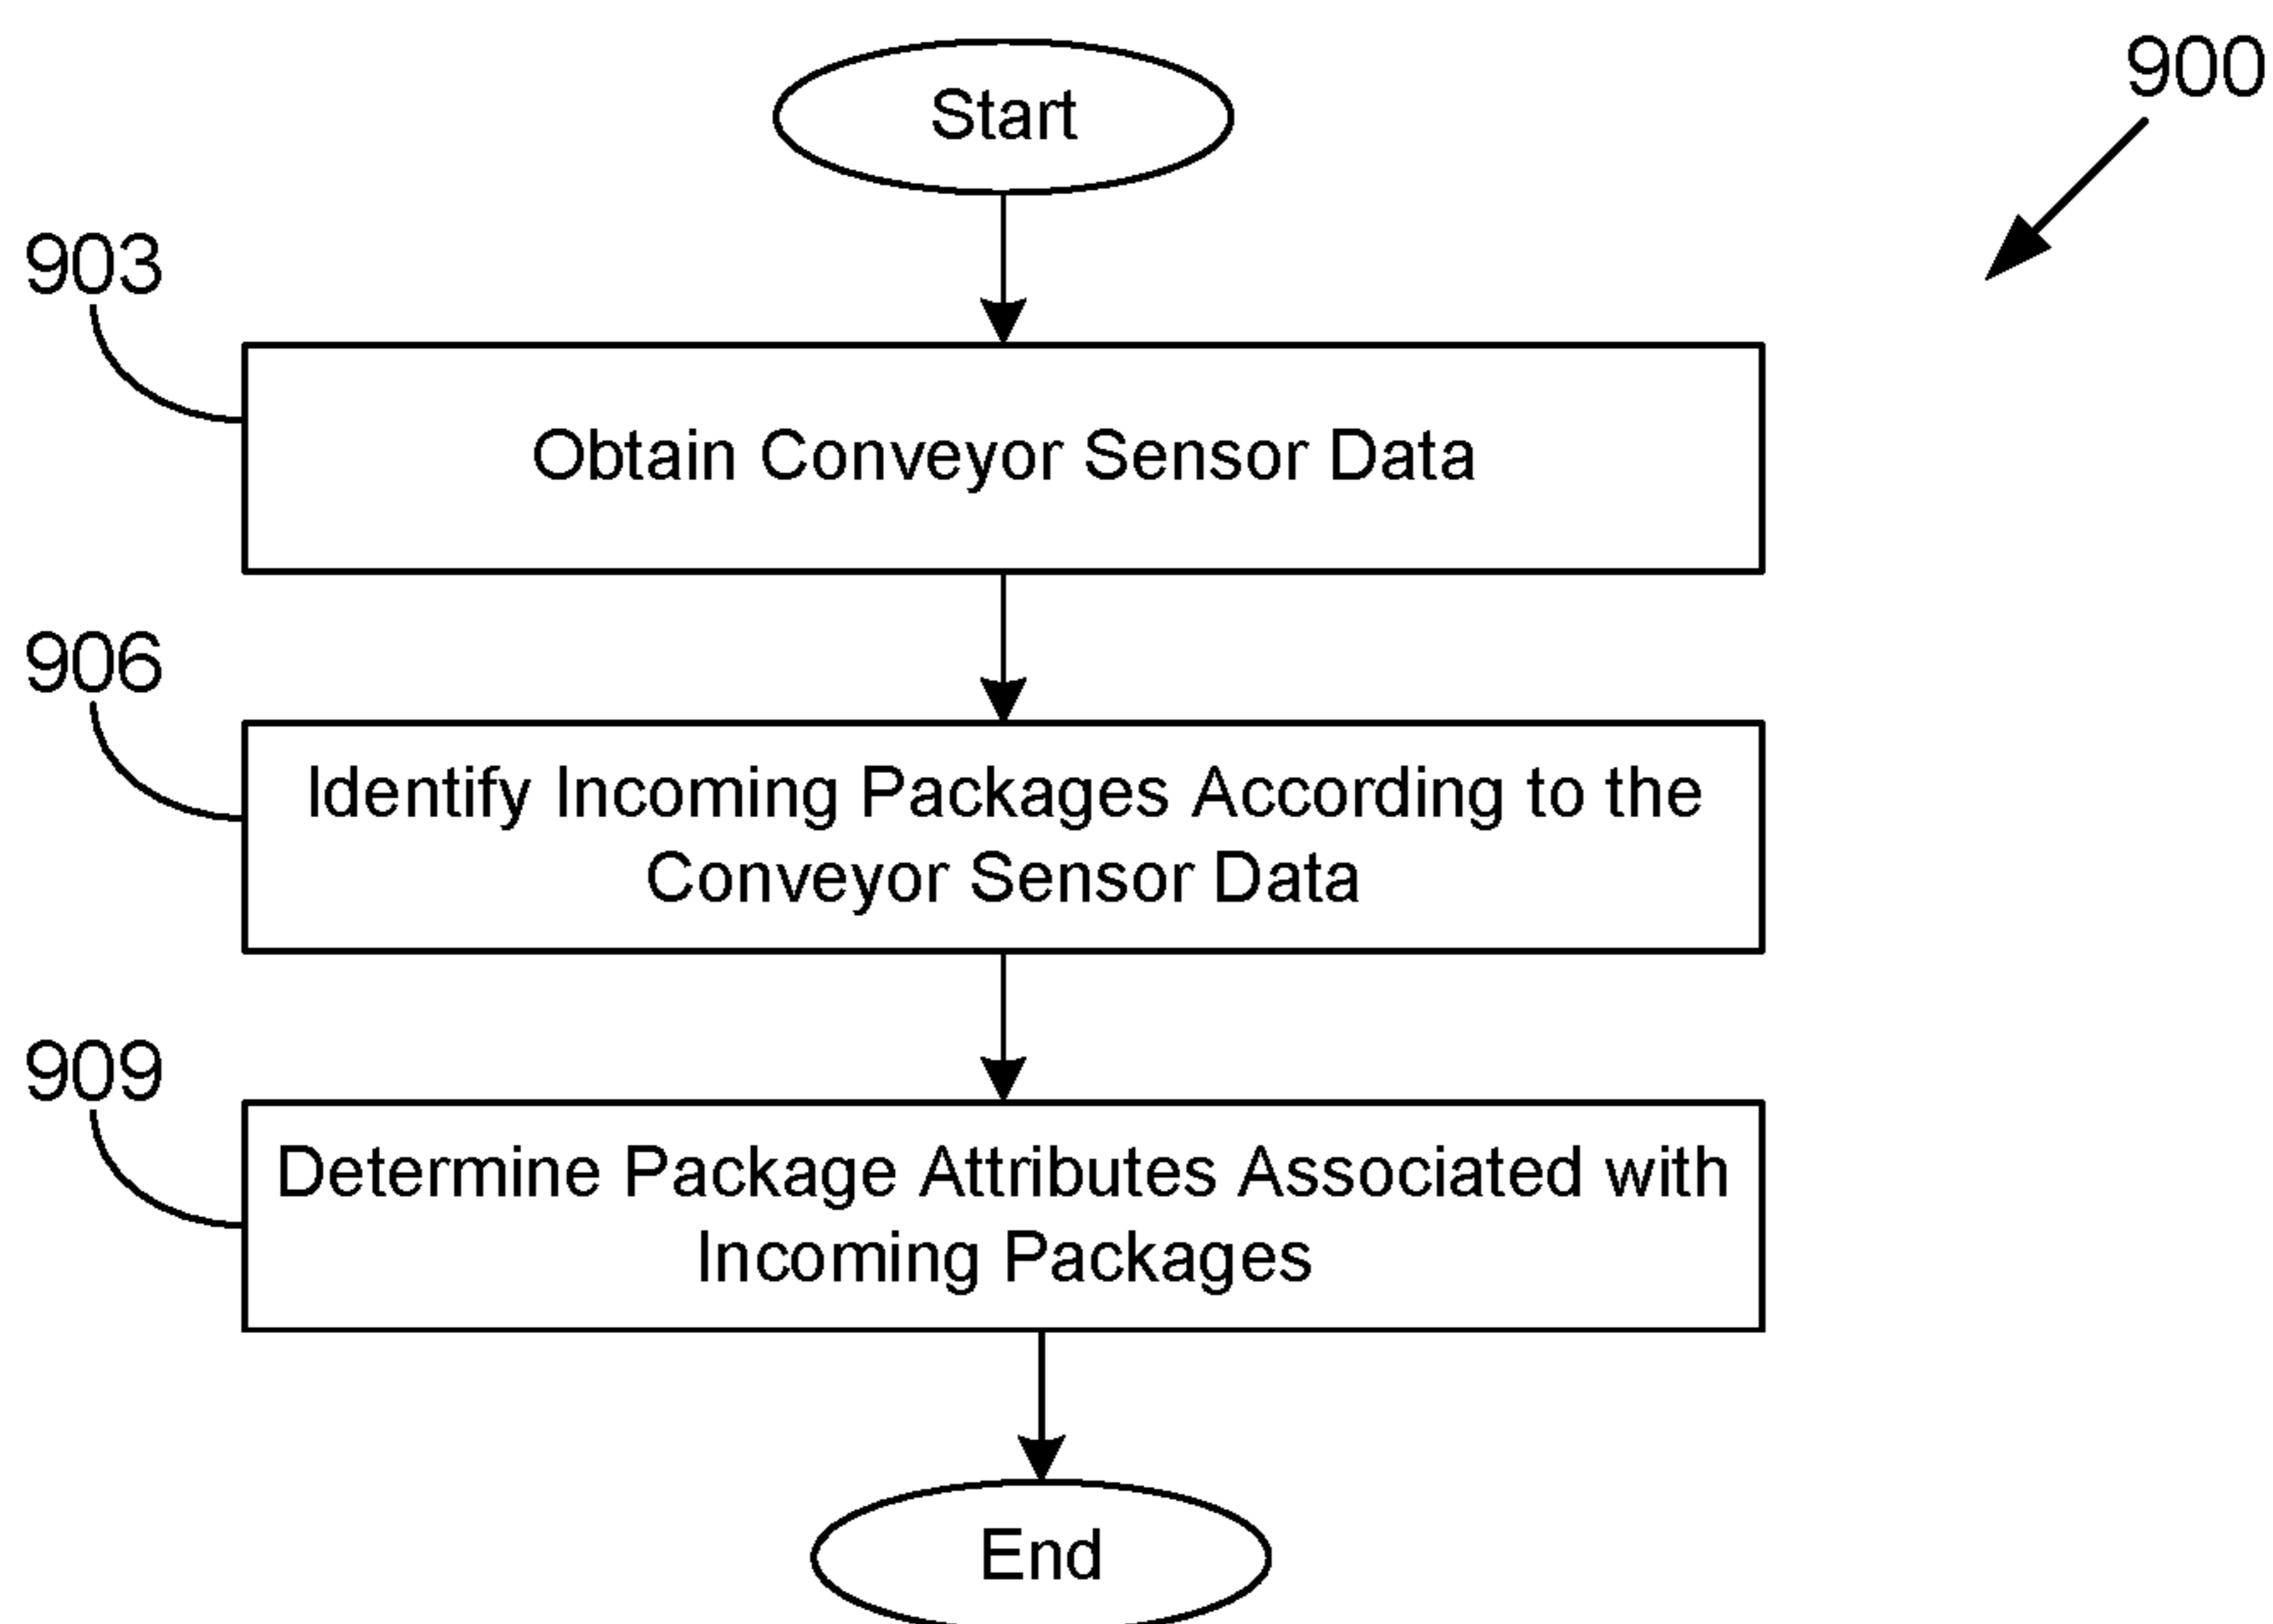 Start
900
903
Obtain Conveyor Sensor Data
906
Identify Incoming Packages According to the
Conveyor Sensor Data
909
Determine Package Attributes Associated with
Incoming Packages
End